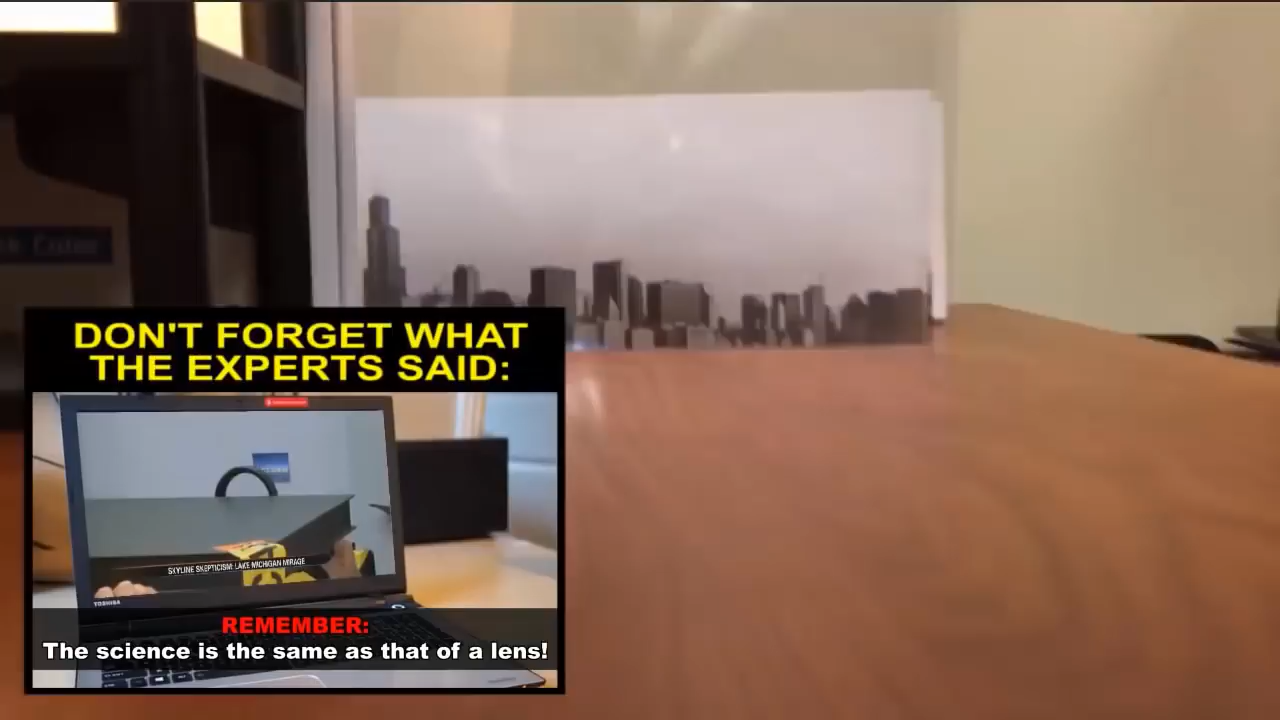 DON'T FORGET WHAT
THE EXPERTS SAID:
SKYLINE SKEPTICISM: LAKE MICHIGAN MIRAGE
TOSHIBA
REMEMBER:
The science is the same as that of a lens!